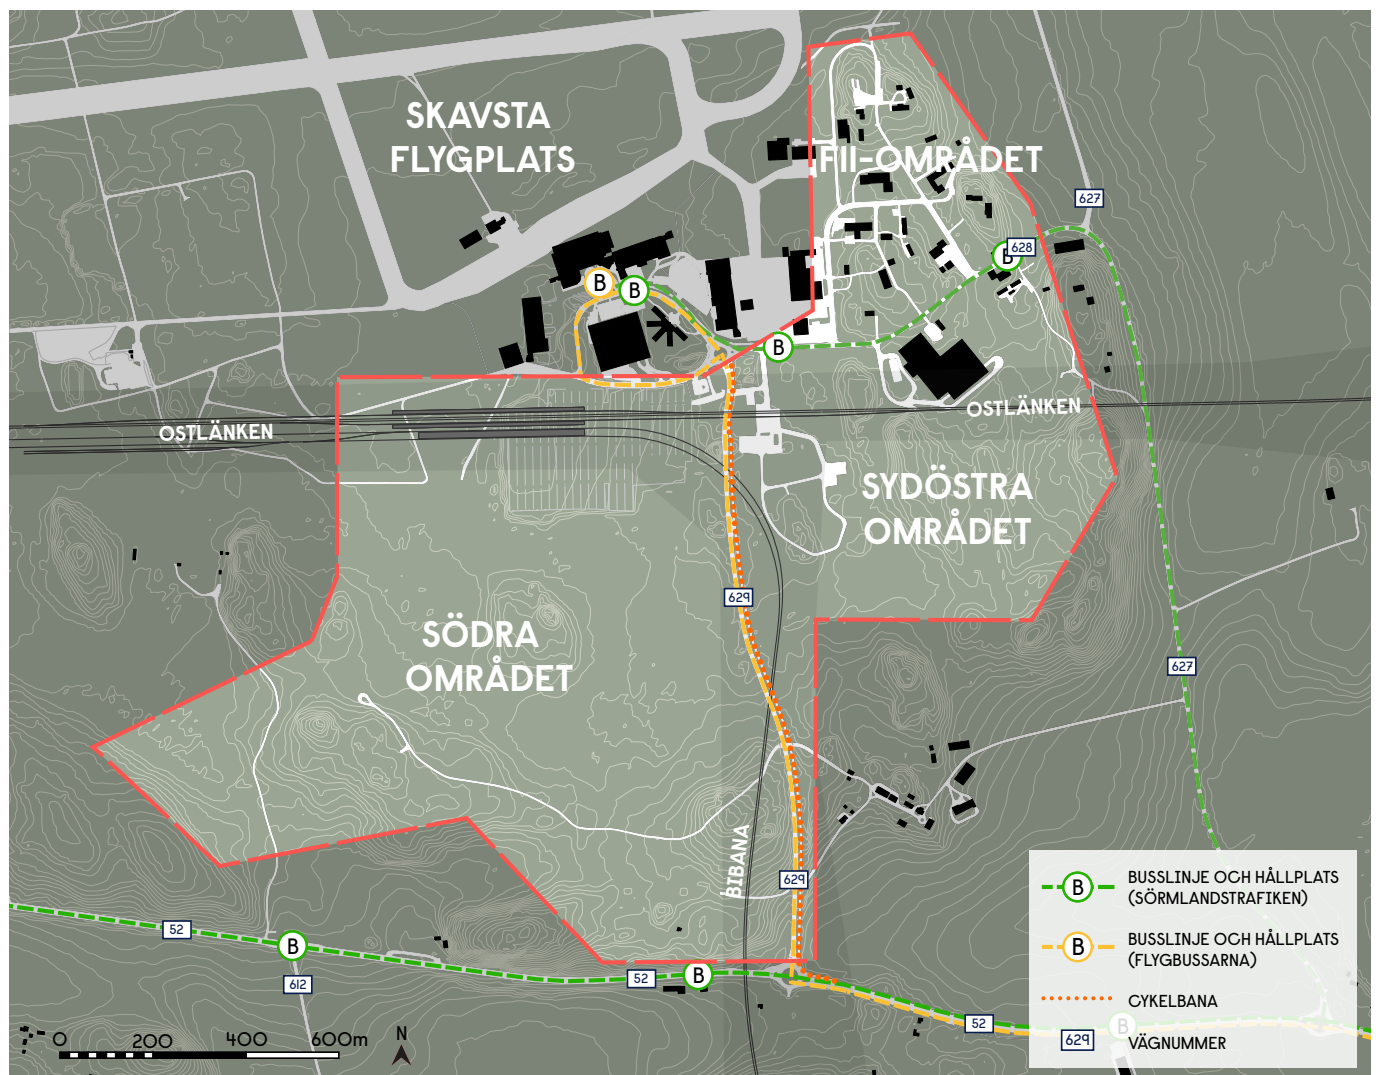 SKAVSTA
FLYGPLATS
FIII-OMRÅDET
627
B
628
B
B
B
OSTLÄNKEN
OSTLÄNKEN
SYDÖSTRA
OMRÅDET
629
SÖDRA
OMRÅDET
627
BIBANA
629
52
B
612
52
B
52
B
BUSSLINJE OCH HÅLLPLATS
(SÖRMLANDSTRAFIKEN)
B
BUSSLINJE OCH HÅLLPLATS
(FLYGBUSSARNA)
CYKELBANA
B
629
VÄGNUMMER
0 200 400 600m
N